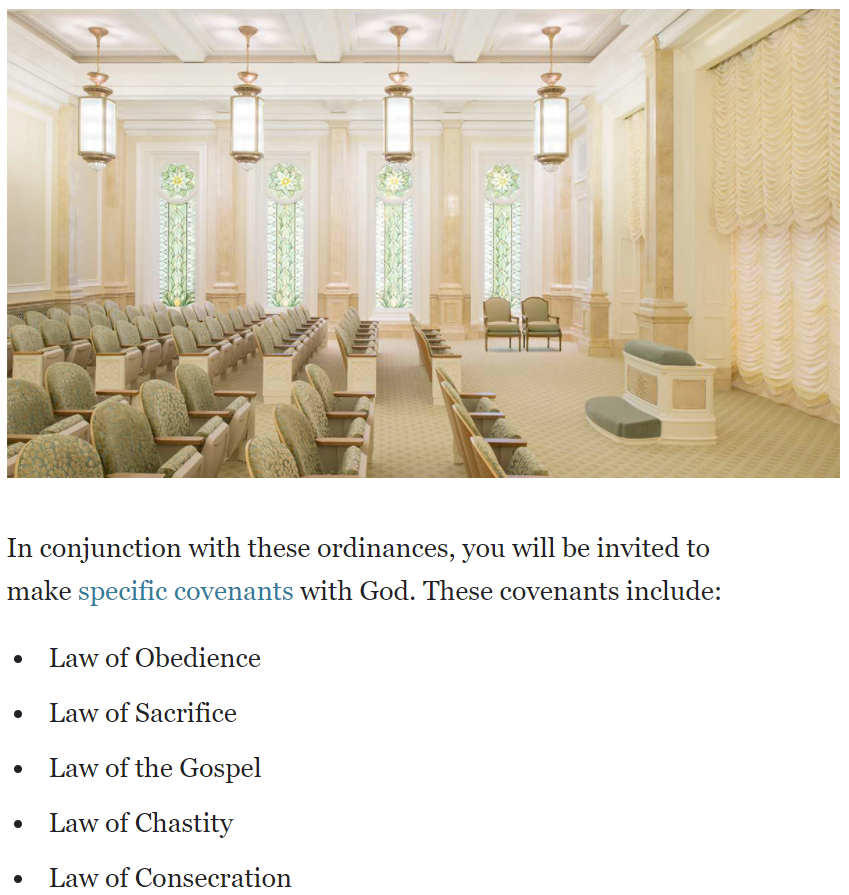 In conjunction with these ordinances, you will be invited to
make specific covenants with God. These covenants include:
• Law of Obedience
• Law of Sacrifice
• Law of the Gospel
• Law of Chastity
• Law of Consecration